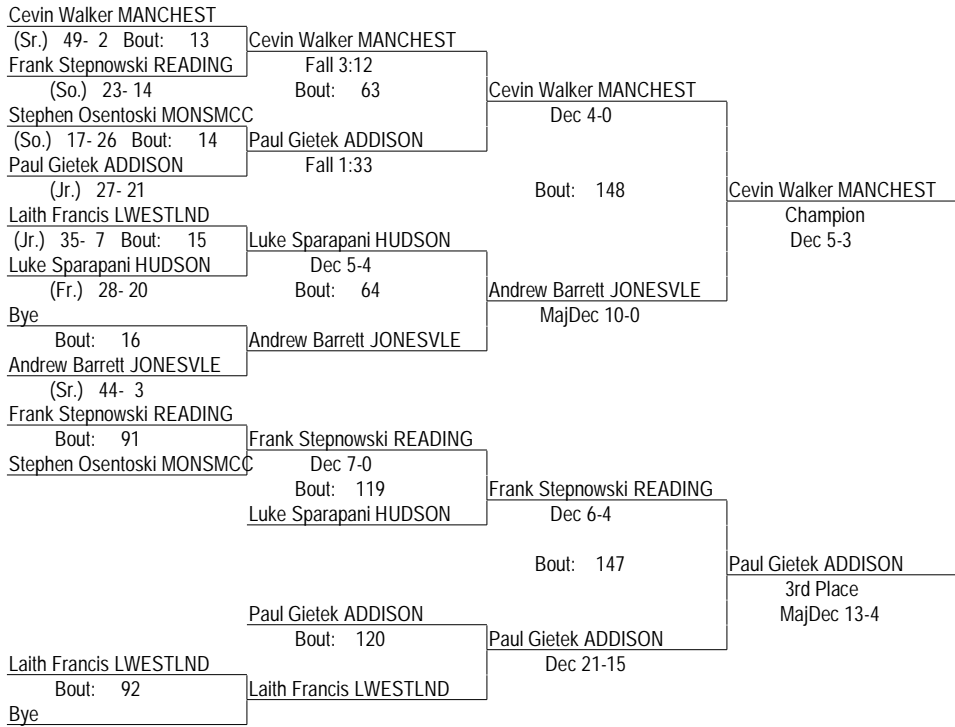 Cevin Walker MANCHEST
(Sr.) 49- 2 Bout: 13
Cevin Walker MANCHEST
Frank Stepnowski READING
Fall 3:12
(So.) 23- 14
Bout: 63
Cevin Walker MANCHEST
Stephen Osentoski MONSMCC
Dec 4-0
(So.) 17- 26 Bout: 14
Paul Gietek ADDISON
Paul Gietek ADDISON
Fall 1:33
(Jr.) 27- 21
Bout: 148
Cevin Walker MANCHEST
Laith Francis LWESTLND
Champion
(Jr.) 35- 7 Bout: 15
Luke Sparapani HUDSON
Dec 5-3
Luke Sparapani HUDSON
Dec 5-4
(Fr.) 28- 20
Bout: 64
Andrew Barrett JONESVLE
Bye
MajDec 10-0
Bout: 16
Andrew Barrett JONESVLE
Andrew Barrett JONESVLE
(Sr.) 44- 3
Frank Stepnowski READING
Bout: 91
Frank Stepnowski READING
Stephen Osentoski MONSMCC
Dec 7-0
Bout: 119
Frank Stepnowski READING
Luke Sparapani HUDSON
Dec 6-4
Bout: 147
Paul Gietek ADDISON
3rd Place
Paul Gietek ADDISON
MajDec 13-4
Bout: 120
Paul Gietek ADDISON
Laith Francis LWESTLND
Dec 21-15
Bout: 92
Laith Francis LWESTLND
Bye